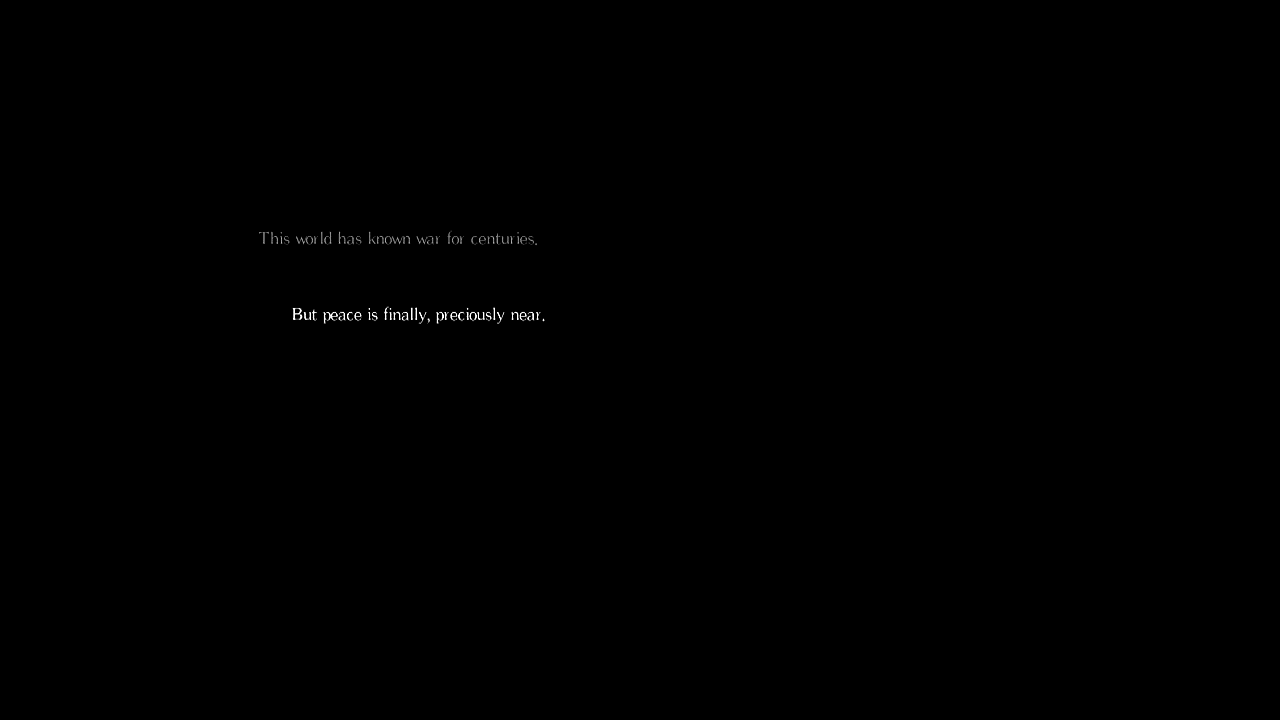 This world has known war for centuries.
But peace is finally, preciously near.